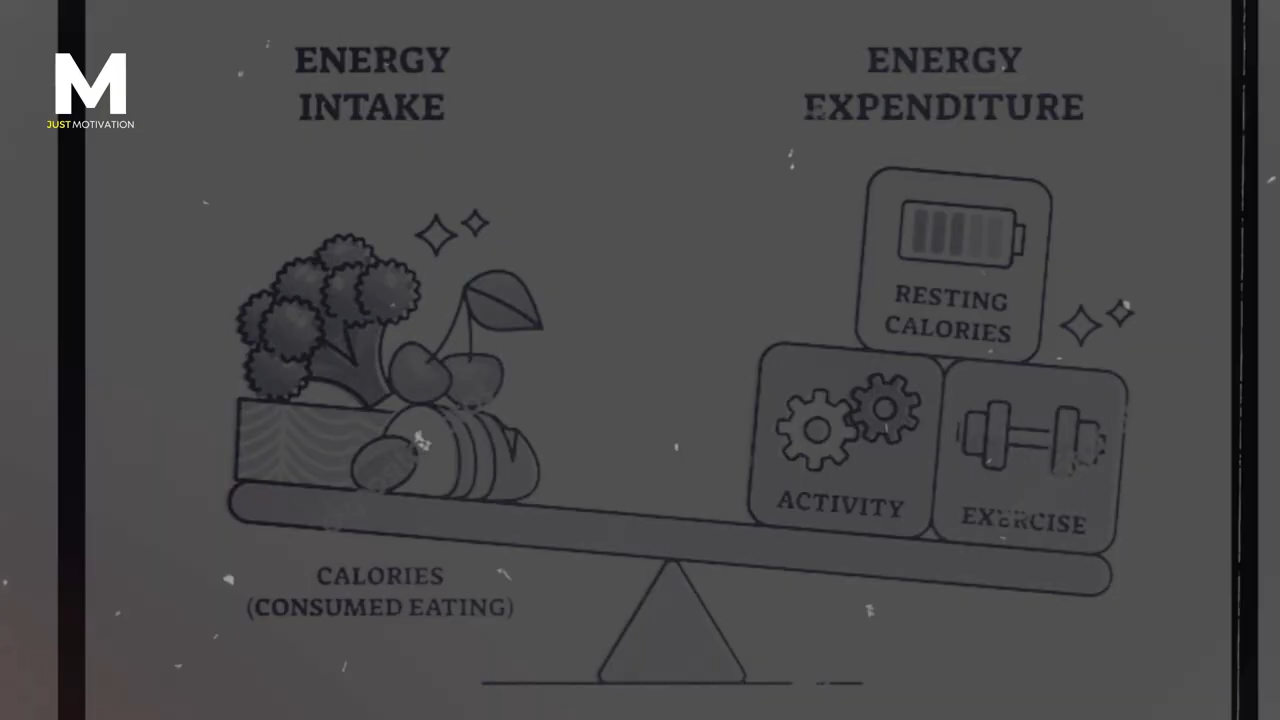 M
JUST MOTIVATION
ENERGY
INTAKE
ENERGY
EXPENDITURE
RESTING
CALORIES
ACTIVITY
EXERCISE
CALORIES
(CONSUMED EATING)